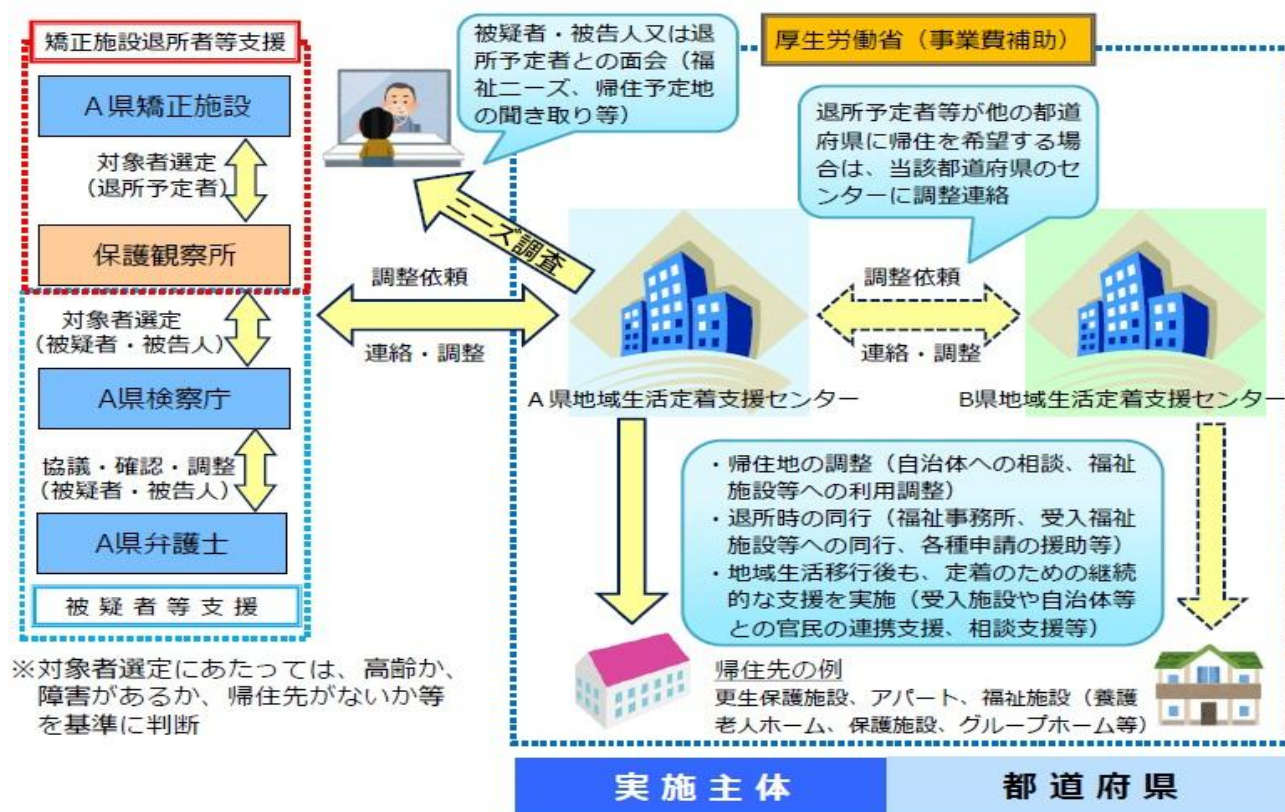 矯正施設退所者等支援
A県矯正施設
対象者選定
(退所予定者)
保護観察所
対象者選定
(被疑者・被告人)
A県検察庁
協議・確認・調整
(被疑者・被告人)
A県弁護士
被疑者等支援
※対象者選定にあたっては、高齢か、
障害があるか、帰住先がないか等
を基準に判断
被疑者・被告人又は退
所予定者との面会（福
祉ニーズ、帰住予定地
の聞き取り等）
ニーズ調査
調整依頼
連絡・調整
厚生労働省（事業費補助）
退所予定者等が他の都道
府県に帰住を希望する場
合は、当該都道府県のセ
ンターに調整連絡
調整依頼
連絡・調整
A県地域生活定着支援センター
B県地域生活定着支援センター
・帰住地の調整（自治体への相談、福祉
施設等への利用調整）
・退所時の同行（福祉事務所、受入福祉
施設等への同行、各種申請の援助等）
・地域生活移行後も、定着のための継続
的な支援を実施（受入施設や自治体等
との官民の連携支援、相談支援等）
帰住先の例
更生保護施設、アパート、福祉施設（養護
老人ホーム、保護施設、グループホーム等）
実施主体
都道府県